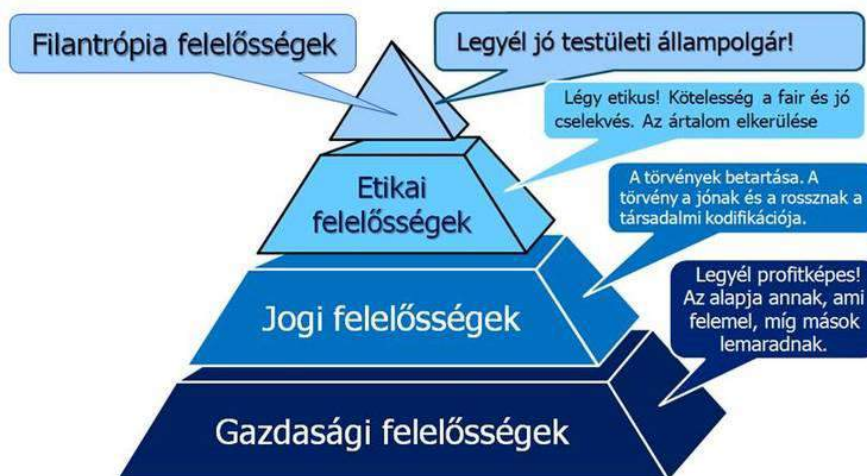 Filantrópia felelősségek
Legyél jó testületi állampolgár!
Légy etikus! Kötelesség a fair és jó
cselekvés. Az ártalom elkerülése
Etikai
felelősségek
A törvények betartása. A
törvény a jónak és a rossznak a
társadalmi kodifikációja.
Jogi felelősségek
Legyél profitképes!
Az alapja annak, ami
felemel, míg mások
lemaradnak.
Gazdasági felelősségek